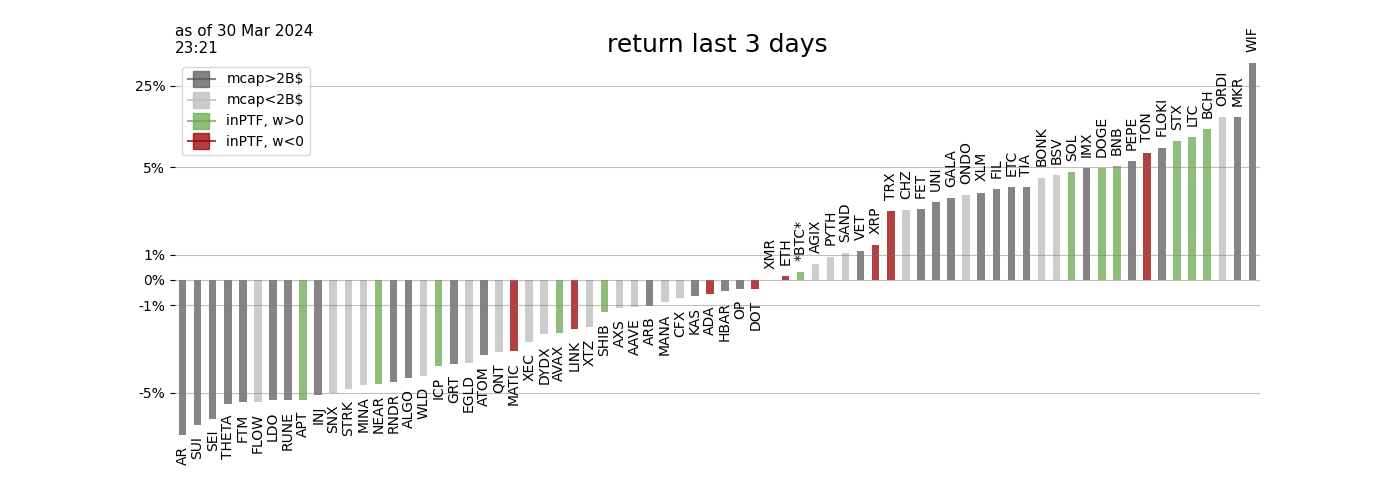 as of 30 Mar 2024
23:21
return last 3 days
mcap>2B$
mcap<2B$
inPTF, w>0
inPTF, w<0
25%
5%
1%
0%
-1%
-5%
AR
SUI
SEI
THETA
FTM
FLOW
LDO
RUNE
APT
INJ
SNX
STRK
MINA
NEAR
RNDR
ALGO
WLD
ICP
GRT
EGLD
ATOM
QNT
MATIC
XEC
DYDX
AVAX
LINK
XTZ
SHIB
AXS
AAVE
ARB
MANA
CFX
KAS
ADA
HBAR
OP
DOT
XMR
ETH
*BTC*
AGIX
PYTH
SAND
VET
XRP
TRX
CHZ
FET
UNI
GALA
ONDO
XLM
FIL
ETC
TIA
BONK
BSV
SOL
IMX
DOGE
BNB
PEPE
TON
FLOKI
STX
LTC
BCH
ORDI
MKR
WIF